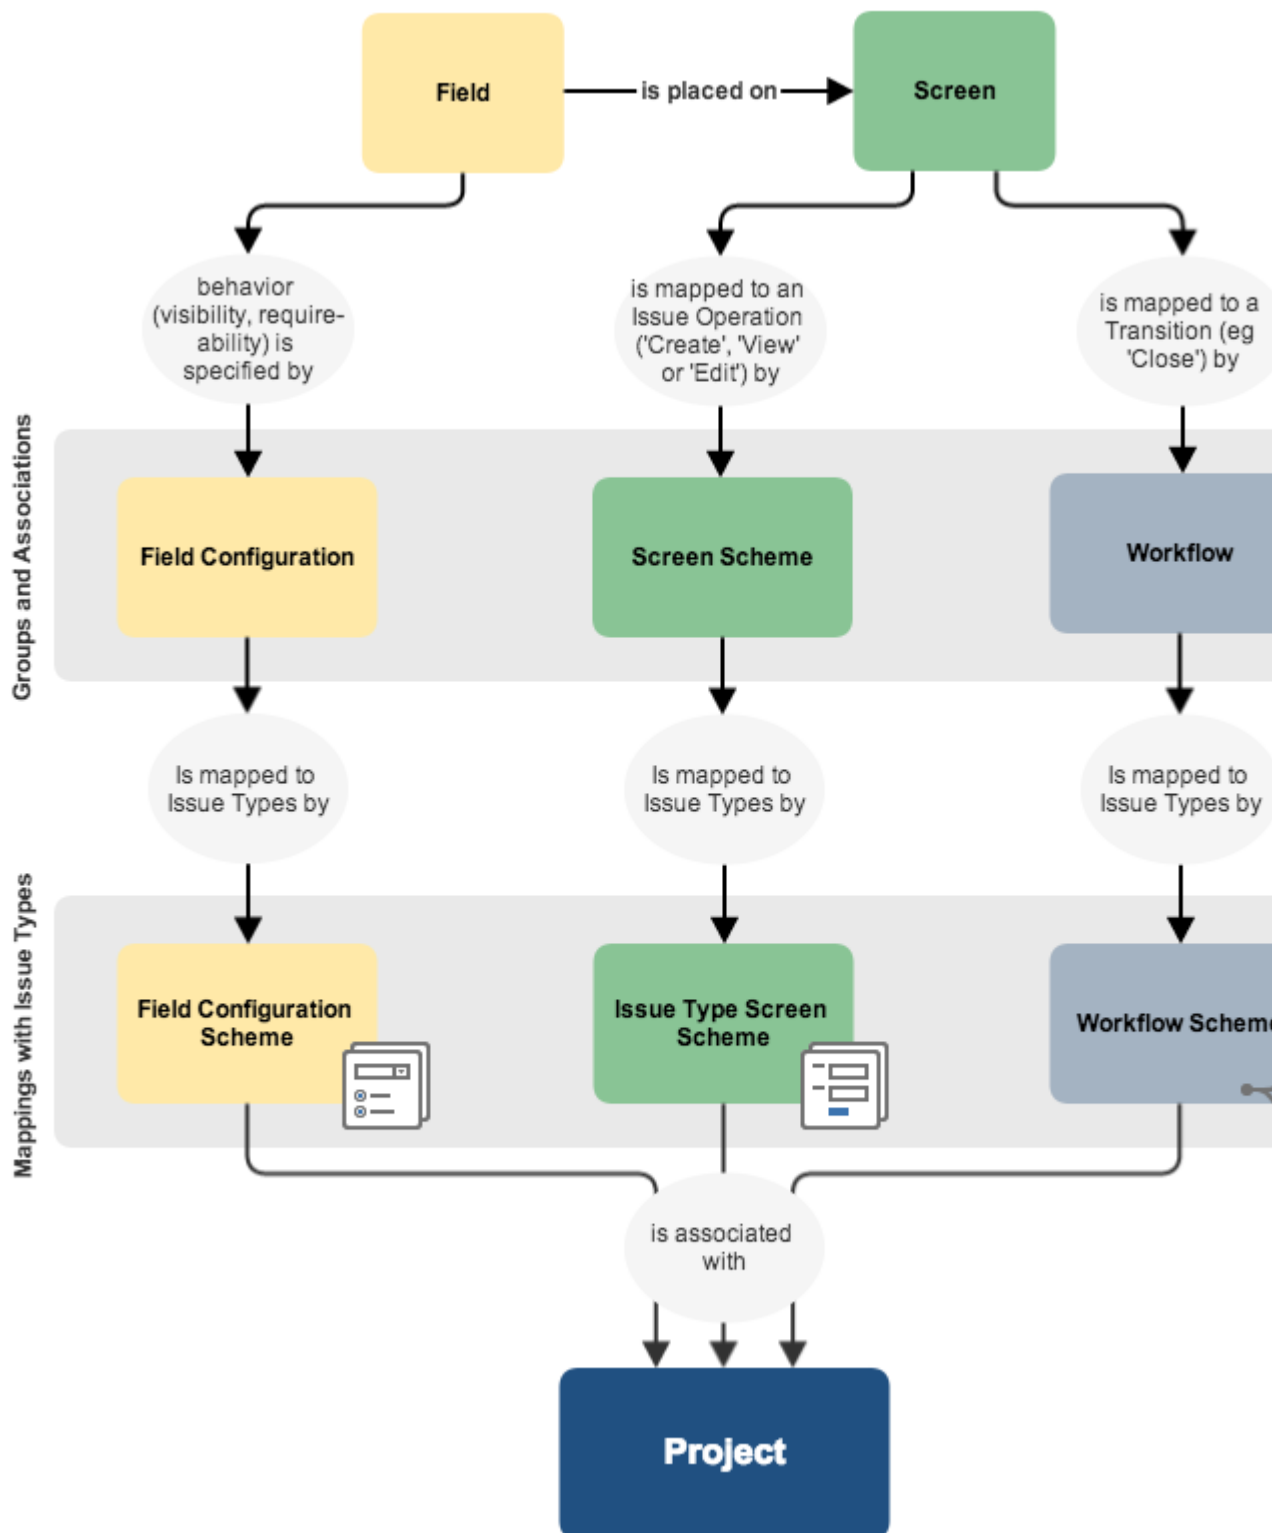 Field
is placed on
Screen
behavior
(visibility, require-
ability) is
specified by
is mapped to an
Issue Operation
('Create', 'View'
or 'Edit') by
is mapped to a
Transition (eg
'Close') by
Groups and Associations
Field Configuration
Screen Scheme
Workflow
Is mapped to
Issue Types by
Is mapped to
Issue Types by
Is mapped to
Issue Types by
Mappings with Issue Types
Field Configuration
Scheme
Issue Type Screen
Scheme
Workflow Scheme
is associated
with
Project